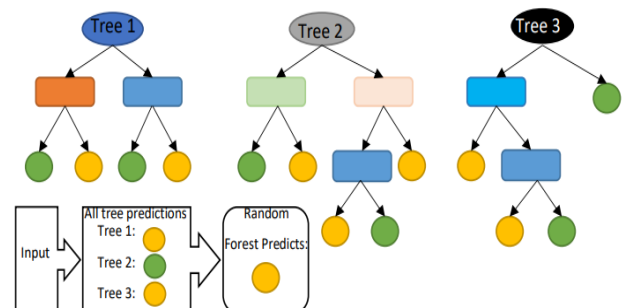 Tree 1
Tree 2
Tree 3
Input
All tree predictions
Tree 1:
Tree 2:
Tree 3:
Random
Forest Predicts: